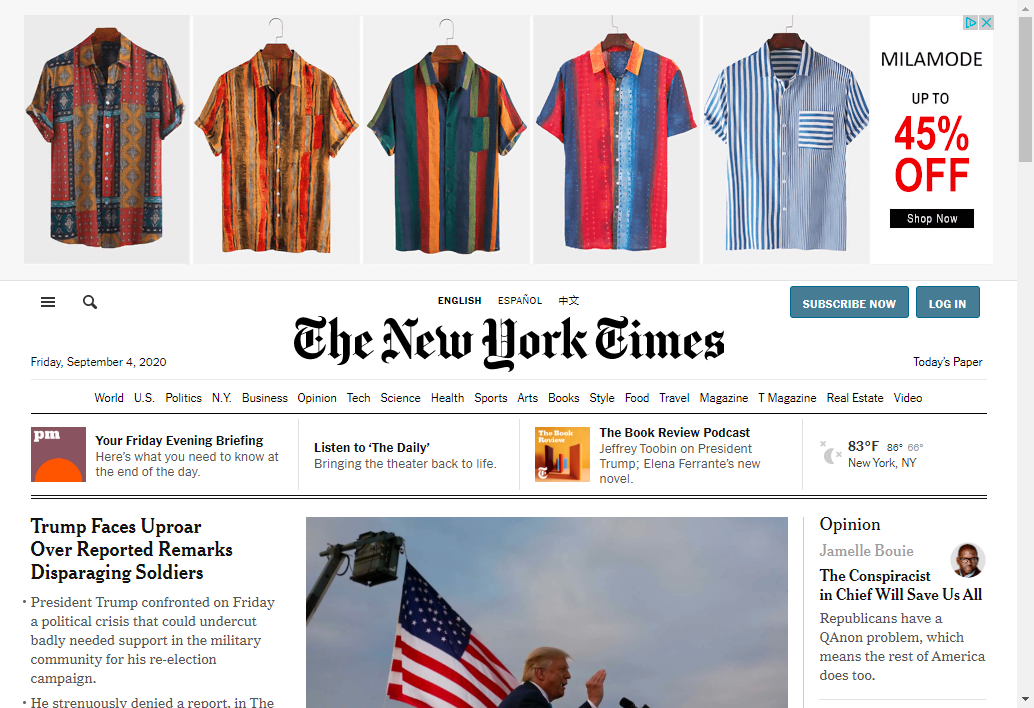 MILAMODE
UP TO
45%
OFF
Shop Now
ENGLISH ESPAÑOL 中文
SUBSCRIBE NOW LOG IN
The New York Times
Friday, September 4, 2020
Today's Paper
World U.S. Politics N.Y. Business Opinion Tech Science Health Sports Arts Books Style Food Travel Magazine T Magazine Real Estate Video
pm
Your Friday Evening Briefing
Here's what you need to know at
the end of the day.
Listen to 'The Daily'
Bringing the theater back to life.
The Book
Review
The Book Review Podcast
Jeffrey Toobin on President
Trump; Elena Ferrante's new
novel.
83°F 86° 66°
New York, NY
Trump Faces Uproar
Over Reported Remarks
Disparaging Soldiers
• President Trump confronted on Friday
a political crisis that could undercut
badly needed support in the military
community for his re-election
campaign.
• He strenuously denied a report, in The
Opinion
Jamelle Bouie
The Conspiracist
in Chief Will Save Us All
Republicans have a
QAnon problem, which
means the rest of America
does too.